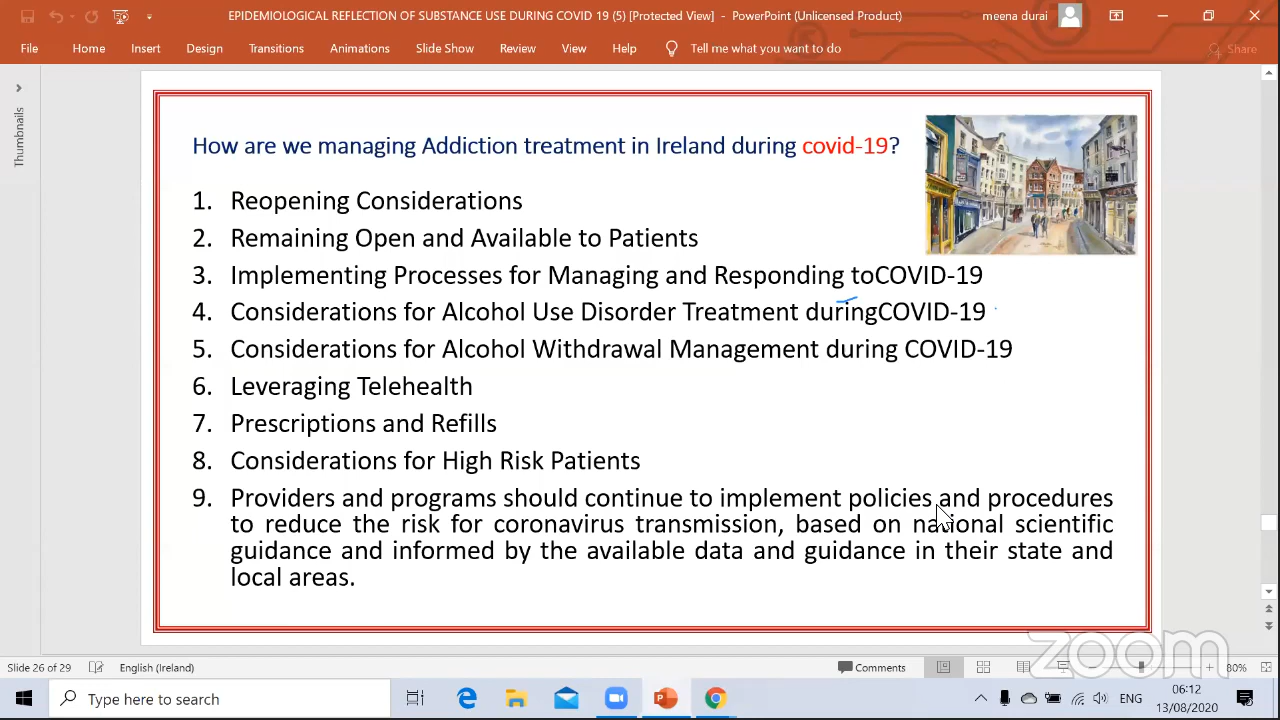 EPIDEMIOLOGICAL REFLECTION OF SUBSTANCE USE DURING COVID 19 (5) [Protected View] - PowerPoint (Unlicensed Product)
meena durai
File Home Insert Design Transitions Animations Slide Show Review View Help Tell me what you want to do Share
Thumbnails
How are we managing Addiction treatment in Ireland during covid-19?
1. Reopening Considerations
2. Remaining Open and Available to Patients
3. Implementing Processes for Managing and Responding toCOVID-19
4. Considerations for Alcohol Use Disorder Treatment duringCOVID-19
5. Considerations for Alcohol Withdrawal Management during COVID-19
6. Leveraging Telehealth
7. Prescriptions and Refills
8. Considerations for High Risk Patients
9. Providers and programs should continue to implement policies and procedures
to reduce the risk for coronavirus transmission, based on national scientific
guidance and informed by the available data and guidance in their state and
local areas.
zoom
Slide 26 of 29 English (Ireland) Comments 80%
Type here to search
ENG
06:12
13/08/2020